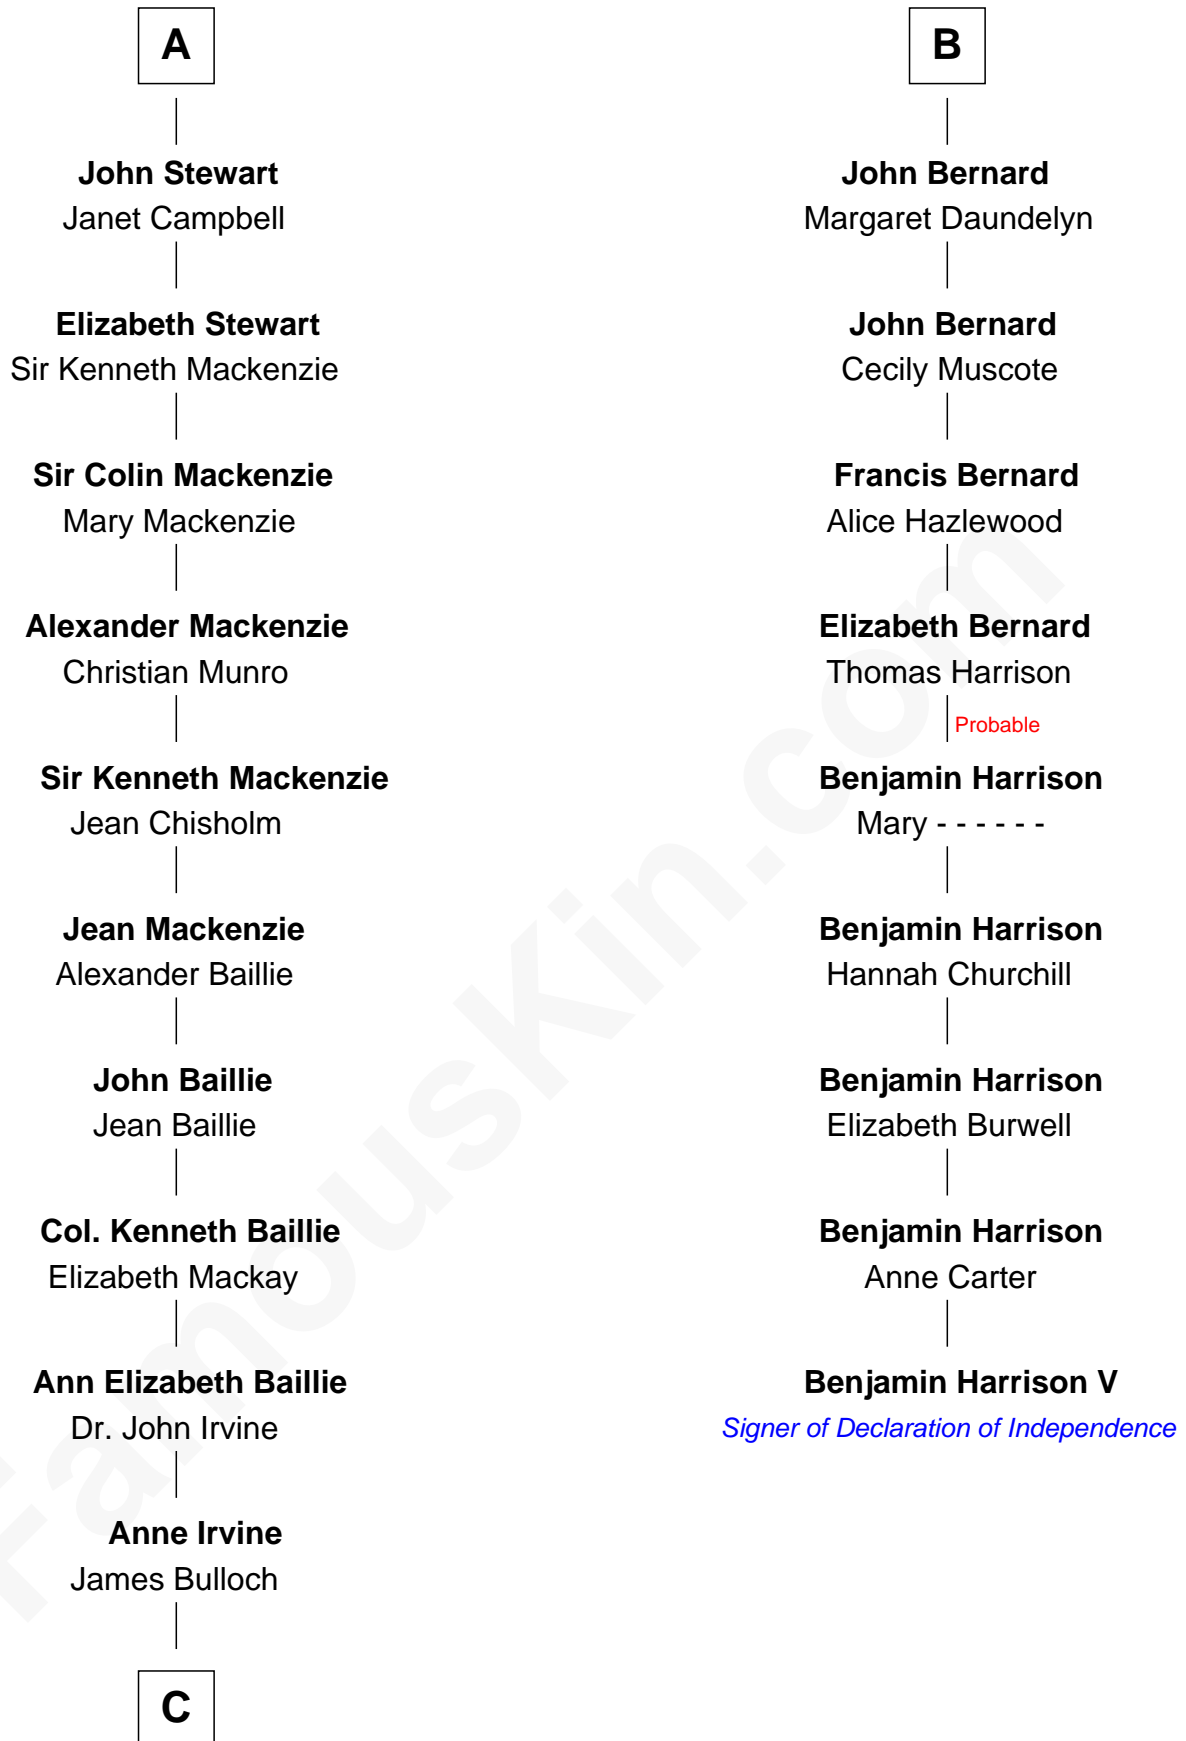 A
John Stewart
Janet Campbell
Elizabeth Stewart
Sir Kenneth Mackenzie
Sir Colin Mackenzie
Mary Mackenzie
Alexander Mackenzie
Christian Munro
Sir Kenneth Mackenzie
Jean Chisholm
Jean Mackenzie
Alexander Baillie
John Baillie
Jean Baillie
Col. Kenneth Baillie
Elizabeth Mackay
Ann Elizabeth Baillie
Dr. John Irvine
Anne Irvine
James Bulloch
C
B
John Bernard
Margaret Daundelyn
John Bernard
Cecily Muscote
Francis Bernard
Alice Hazlewood
Elizabeth Bernard
Thomas Harrison
Probable
Benjamin Harrison
Mary - - - - - -
Benjamin Harrison
Hannah Churchill
Benjamin Harrison
Elizabeth Burwell
Benjamin Harrison
Anne Carter
Benjamin Harrison V
Signer of Declaration of Independence
FamousKin.com